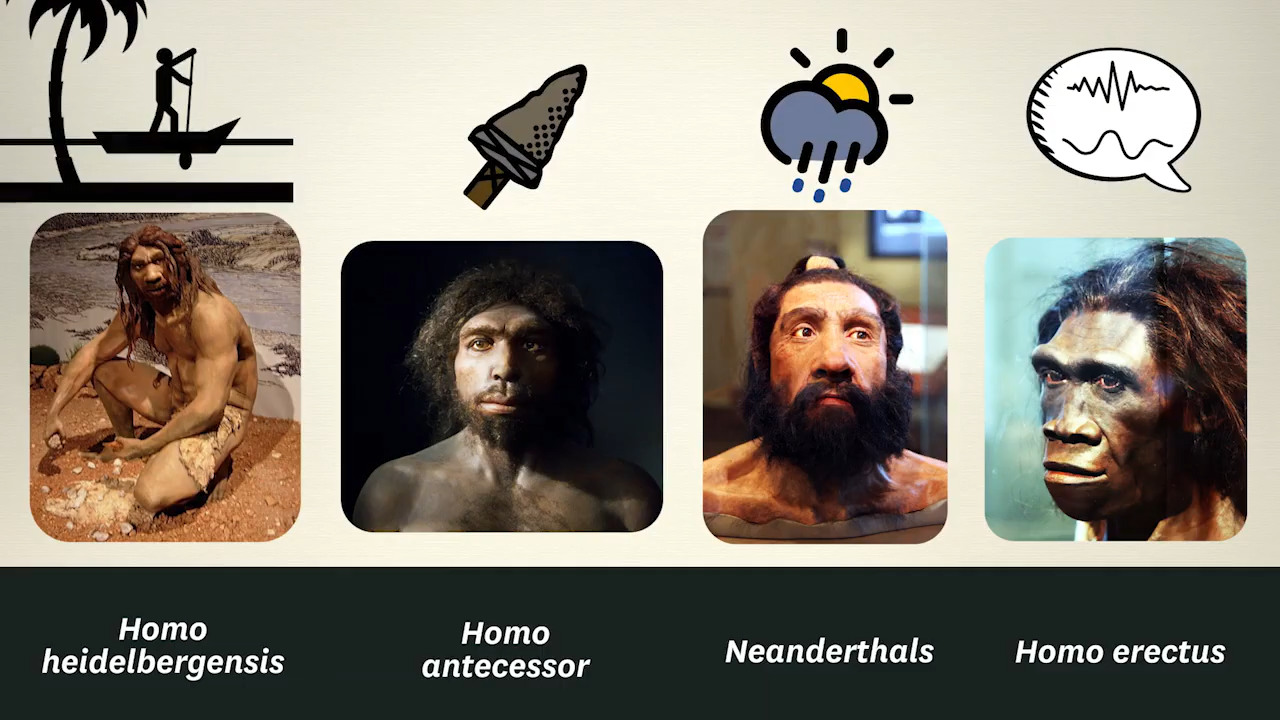 Homo
heidelbergensis
Homo
antecessor
Neanderthals
Homo erectus